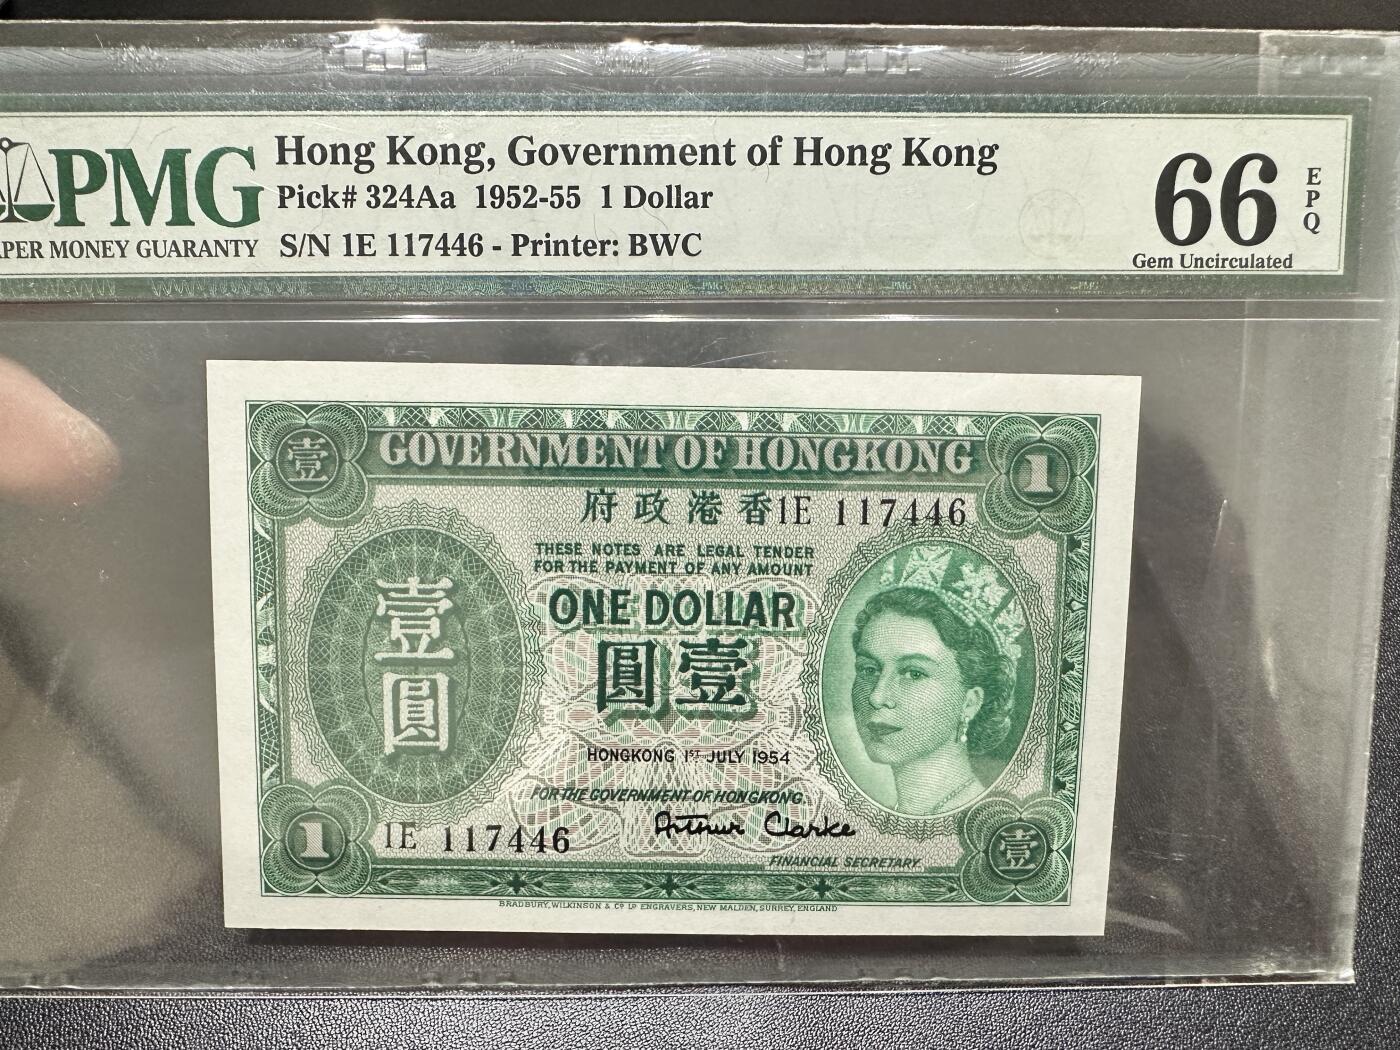 PMG
PAPER MONEY GUARANTY
Hong Kong, Government of Hong Kong
Pick# 324Aa 1952-55 1 Dollar
S/N 1E 117446 - Printer: BWC
66
EPQ
Gem Uncirculated
壹
GOVERNMENT OF HONGKONG
1
府政港香
1E 117446
THESE NOTES ARE LEGAL TENDER
FOR THE PAYMENT OF ANY AMOUNT
ONE DOLLAR
圓壹
壹圓
HONGKONG 1ST JULY 1954
FOR THE GOVERNMENT OF HONGKONG.
Arthur Clarke
FINANCIAL SECRETARY.
1
1E 117446
壹
BRADBURY, WILKINSON & Co Ld ENGRAVERS, NEW MALDEN, SURREY, ENGLAND